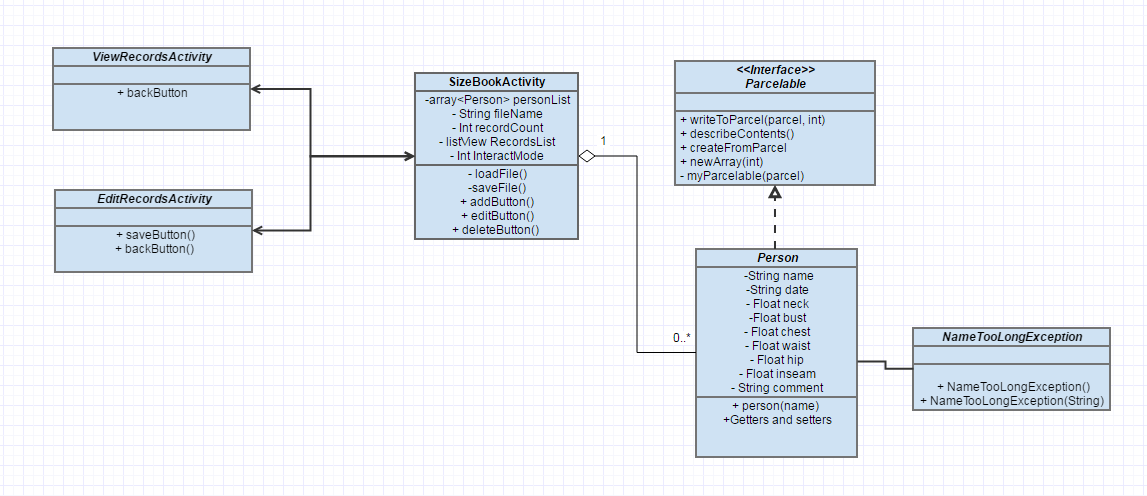 ViewRecordsActivity
+ backButton
EditRecordsActivity
+ saveButton()
+ backButton()
SizeBookActivity
-array<Person> personList
- String fileName
- Int recordCount
- listView RecordsList
- Int InteractMode
- loadFile()
-saveFile()
+ addButton()
+ editButton()
+ deleteButton()
1
0..*
<<Interface>>
Parcelable
+ writeToParcel(parcel, int)
+ describeContents()
+ createFromParcel
+ newArray(int)
- myParcelable(parcel)
Person
-String name
-String date
- Float neck
-Float bust
- Float chest
- Float waist
- Float hip
- Float inseam
- String comment
+ person(name)
+Getters and setters
NameTooLongException
+ NameTooLongException()
+ NameTooLongException(String)